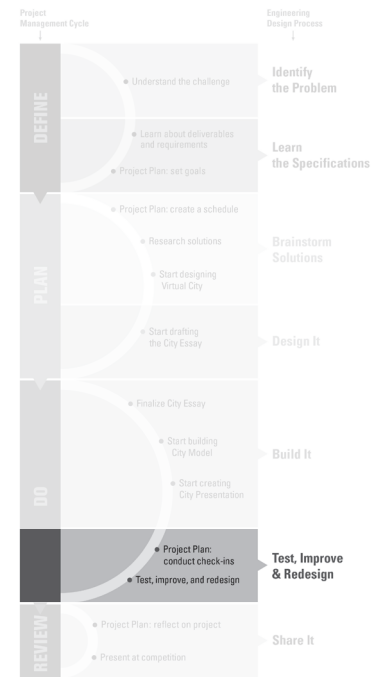 Project
Management Cycle
Engineering
Design Process
DEFINE
• Understand the challenge
Identify
the Problem
• Learn about deliverables
and requirements
• Project Plan: set goals
Learn
the Specifications
PLAN
• Project Plan: create a schedule
• Research solutions
• Start designing
Virtual City
Brainstorm
Solutions
• Start drafting
the City Essay
Design It
DO
• Finalize City Essay
• Start building
City Model
• Start creating
City Presentation
Build It
• Project Plan:
conduct check-ins
• Test, improve, and redesign
Test, Improve
& Redesign
REVIEW
• Project Plan: reflect on project
• Present at competition
Share It